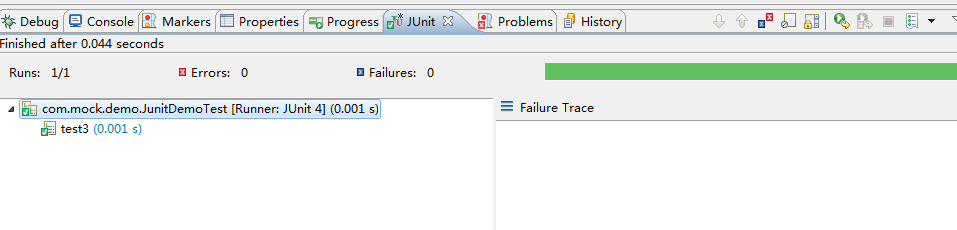 Debug Console Markers Properties Progress JUnit Problems History
Finished after 0.044 seconds
Runs: 1/1 Errors: 0 Failures: 0
com.mock.demo.JunitDemoTest [Runner: JUnit 4] (0.001 s)
Failure Trace
test3 (0.001 s)